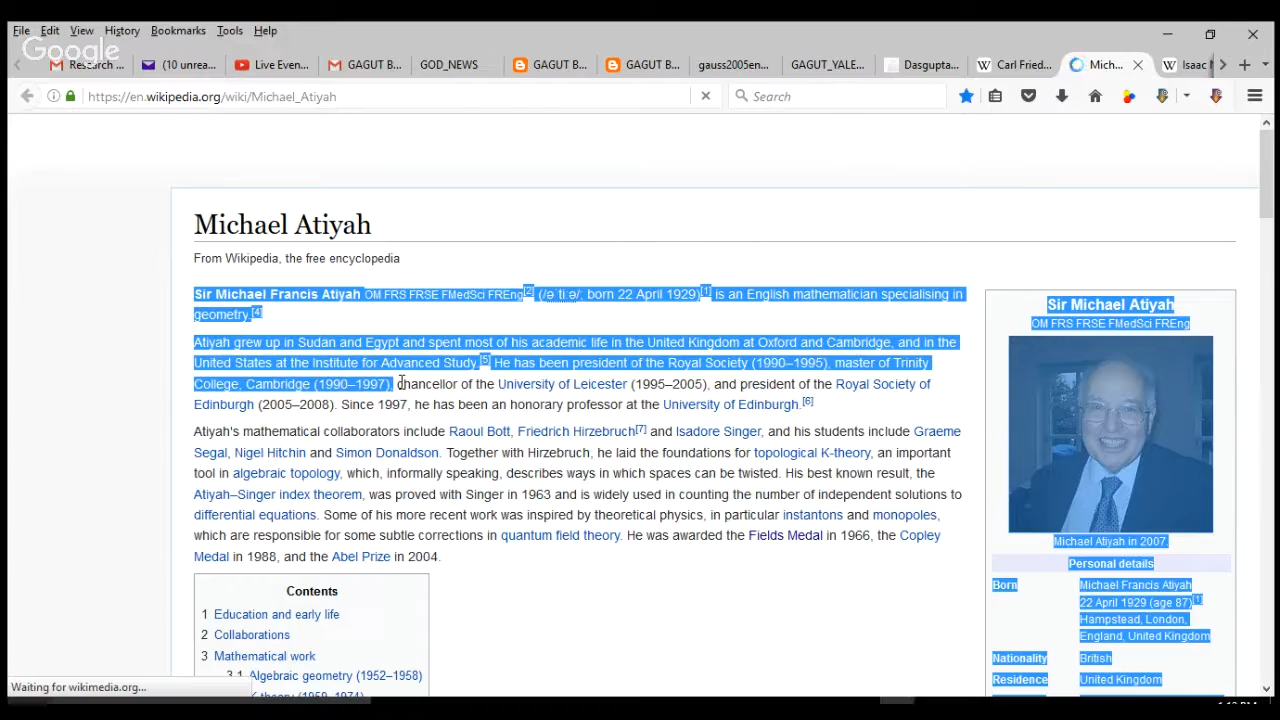 File Edit View History Bookmarks Tools Help
Google
Research ... (10 unrea... Live Even... GAGUT B... GOD_NEWS GAGUT B... GAGUT B... gauss2005en... GAGUT_YALE... Dasgupta... Carl Fried... Mich... Isaac
https://en.wikipedia.org/wiki/Michael_Atiyah Search
Michael Atiyah
From Wikipedia, the free encyclopedia
Sir Michael Francis Atiyah OM FRS FRSE FMedSci FREng[2] (/ə ˈtiː.ə/; born 22 April 1929)[1] is an English mathematician specialising in
geometry.[4]
Atiyah grew up in Sudan and Egypt and spent most of his academic life in the United Kingdom at Oxford and Cambridge, and in the
United States at the Institute for Advanced Study.[5] He has been president of the Royal Society (1990–1995), master of Trinity
College, Cambridge (1990–1997), chancellor of the University of Leicester (1995–2005), and president of the Royal Society of
Edinburgh (2005–2008). Since 1997, he has been an honorary professor at the University of Edinburgh.[6]
Atiyah's mathematical collaborators include Raoul Bott, Friedrich Hirzebruch[7] and Isadore Singer, and his students include Graeme
Segal, Nigel Hitchin and Simon Donaldson. Together with Hirzebruch, he laid the foundations for topological K-theory, an important
tool in algebraic topology, which, informally speaking, describes ways in which spaces can be twisted. His best known result, the
Atiyah–Singer index theorem, was proved with Singer in 1963 and is widely used in counting the number of independent solutions to
differential equations. Some of his more recent work was inspired by theoretical physics, in particular instantons and monopoles,
which are responsible for some subtle corrections in quantum field theory. He was awarded the Fields Medal in 1966, the Copley
Medal in 1988, and the Abel Prize in 2004.
Contents
1 Education and early life
2 Collaborations
3 Mathematical work
3.1 Algebraic geometry (1952–1958)
K-theory (1959–1974)
Sir Michael Atiyah
OM FRS FRSE FMedSci FREng
Michael Atiyah in 2007.
Personal details
Born Michael Francis Atiyah
22 April 1929 (age 87)[1]
Hampstead, London,
England, United Kingdom
Nationality British
Residence United Kingdom
Waiting for wikimedia.org...